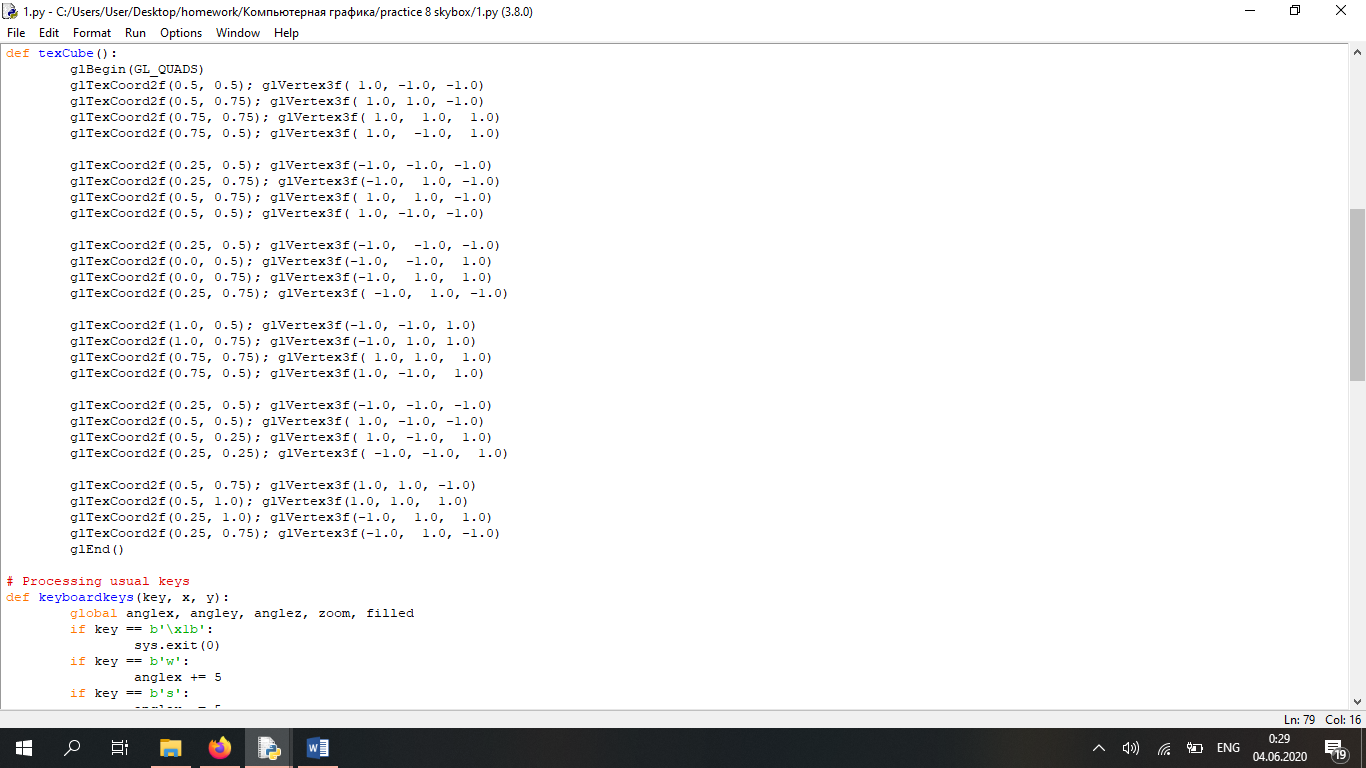 1.py - C:/Users/User/Desktop/homework/Компьютерная графика/practice 8 skybox/1.py (3.8.0)
File Edit Format Run Options Window Help
def texCube():
        glBegin(GL_QUADS)
        glTexCoord2f(0.5, 0.5); glVertex3f( 1.0, -1.0, -1.0)
        glTexCoord2f(0.5, 0.75); glVertex3f( 1.0, 1.0, -1.0)
        glTexCoord2f(0.75, 0.75); glVertex3f( 1.0,  1.0,  1.0)
        glTexCoord2f(0.75, 0.5); glVertex3f( 1.0,  -1.0,  1.0)

        glTexCoord2f(0.25, 0.5); glVertex3f(-1.0, -1.0, -1.0)
        glTexCoord2f(0.25, 0.75); glVertex3f(-1.0,  1.0, -1.0)
        glTexCoord2f(0.5, 0.75); glVertex3f( 1.0,  1.0, -1.0)
        glTexCoord2f(0.5, 0.5); glVertex3f( 1.0, -1.0, -1.0)

        glTexCoord2f(0.25, 0.5); glVertex3f(-1.0,  -1.0, -1.0)
        glTexCoord2f(0.0, 0.5); glVertex3f(-1.0,  -1.0,  1.0)
        glTexCoord2f(0.0, 0.75); glVertex3f(-1.0,  1.0,  1.0)
        glTexCoord2f(0.25, 0.75); glVertex3f( -1.0,  1.0, -1.0)

        glTexCoord2f(1.0, 0.5); glVertex3f(-1.0, -1.0, 1.0)
        glTexCoord2f(1.0, 0.75); glVertex3f(-1.0, 1.0, 1.0)
        glTexCoord2f(0.75, 0.75); glVertex3f( 1.0, 1.0,  1.0)
        glTexCoord2f(0.75, 0.5); glVertex3f(1.0, -1.0,  1.0)

        glTexCoord2f(0.25, 0.5); glVertex3f(-1.0, -1.0, -1.0)
        glTexCoord2f(0.5, 0.5); glVertex3f( 1.0, -1.0, -1.0)
        glTexCoord2f(0.5, 0.25); glVertex3f( 1.0, -1.0,  1.0)
        glTexCoord2f(0.25, 0.25); glVertex3f( -1.0, -1.0,  1.0)

        glTexCoord2f(0.5, 0.75); glVertex3f(1.0, 1.0, -1.0)
        glTexCoord2f(0.5, 1.0); glVertex3f(1.0, 1.0,  1.0)
        glTexCoord2f(0.25, 1.0); glVertex3f(-1.0,  1.0,  1.0)
        glTexCoord2f(0.25, 0.75); glVertex3f(-1.0,  1.0, -1.0)
        glEnd()

# Processing usual keys
def keyboardkeys(key, x, y):
        global anglex, angley, anglez, zoom, filled
        if key == b'\x1b':
                sys.exit(0)
        if key == b'w':
                anglex += 5
        if key == b's':
Ln: 79 Col: 16
ENG
0:29
04.06.2020
19